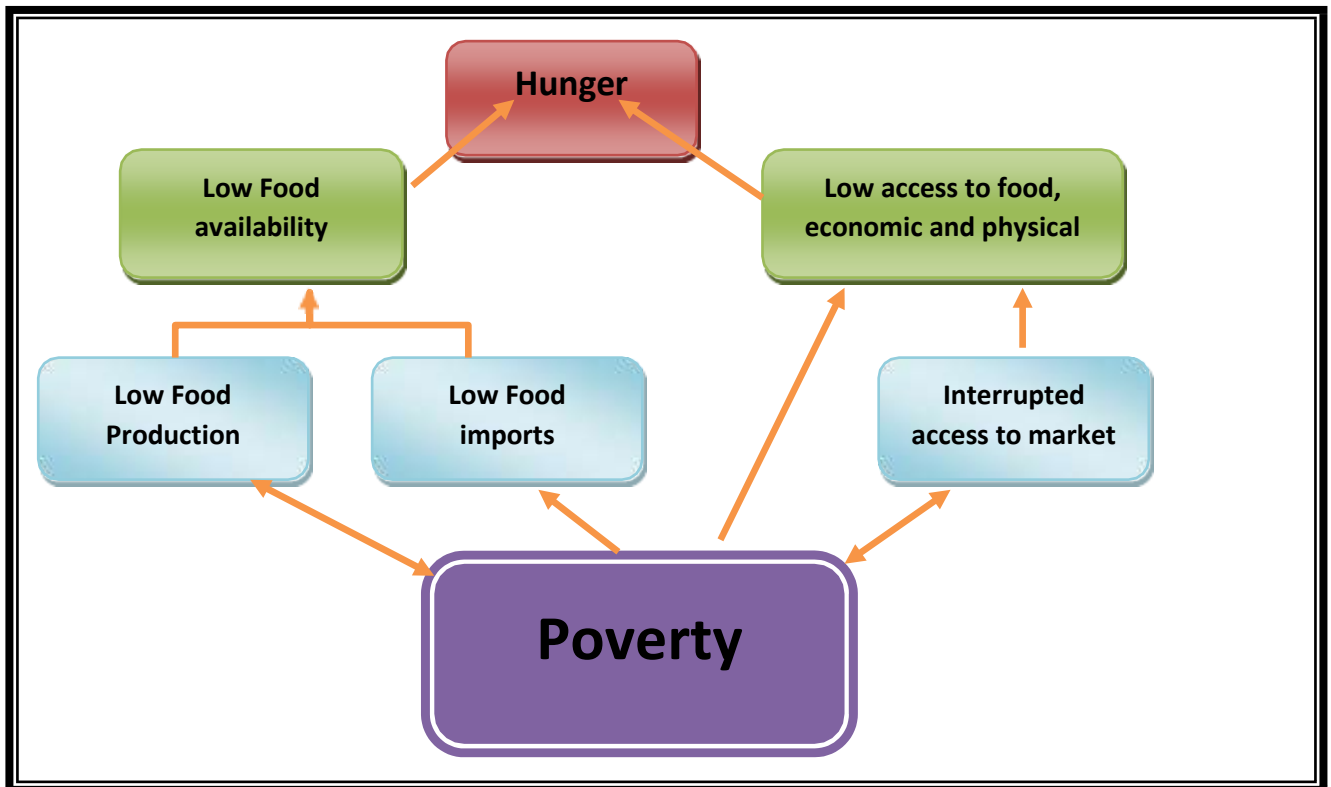 Hunger
Low Food
availability
Low access to food,
economic and physical
Low Food
Production
Low Food
imports
Interrupted
access to market
Poverty